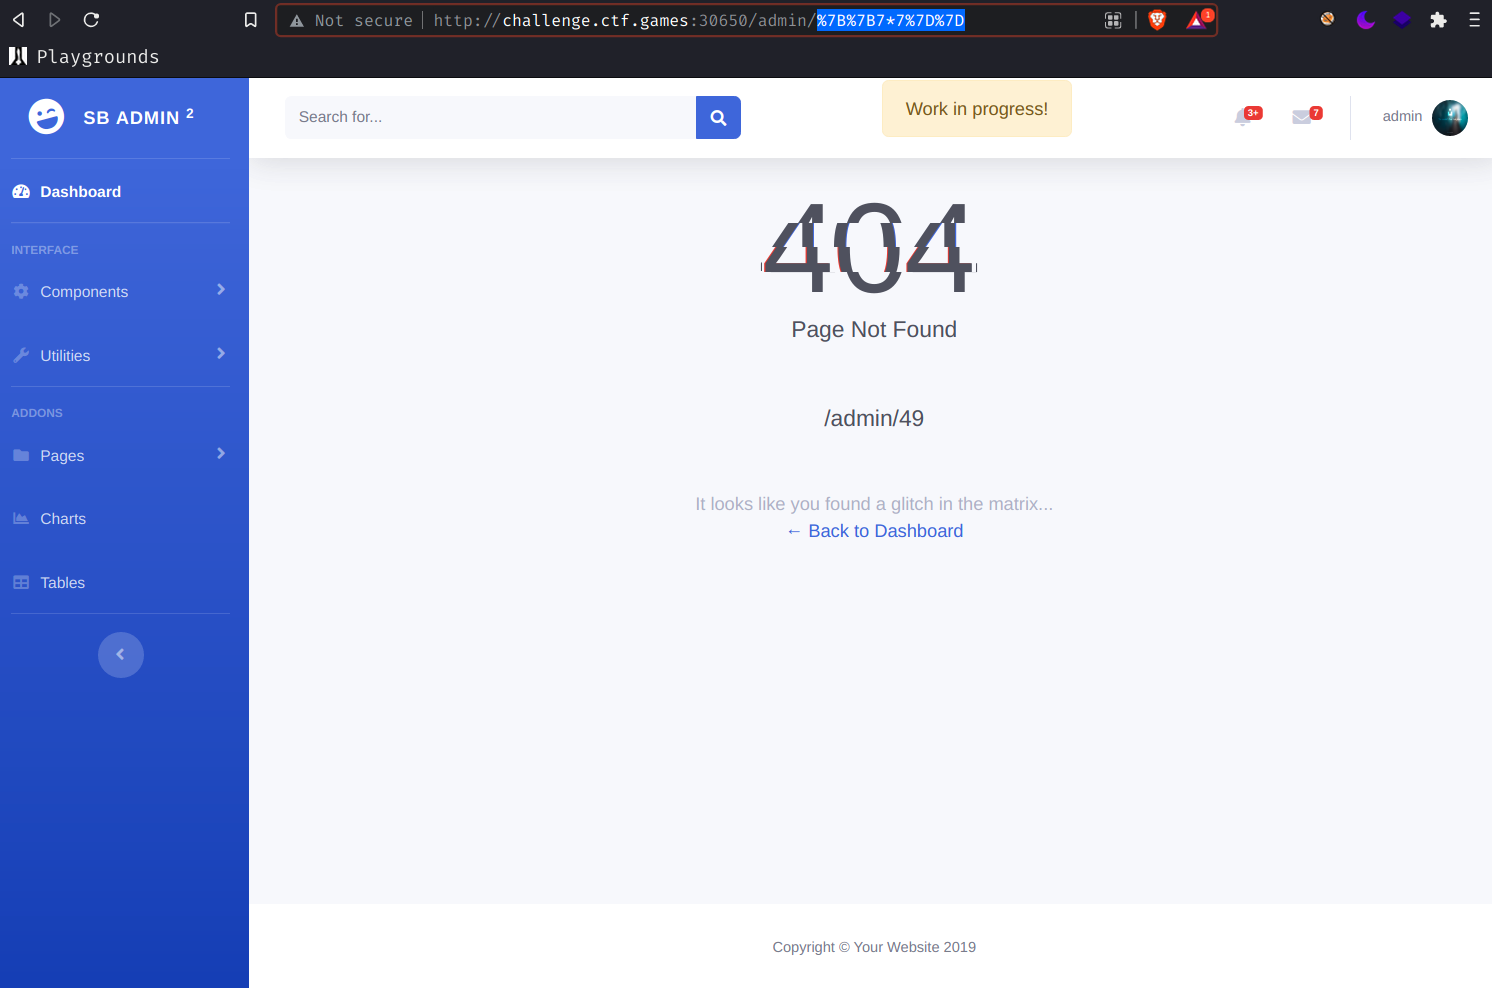 Not secure http://challenge.ctf.games:30650/admin/%7B%7B7*7%7D%7D 1
Playgrounds
SB ADMIN 2
Search for...
Work in progress!
3+
7
admin
Dashboard
INTERFACE
Components
Utilities
ADDONS
Pages
Charts
Tables
404
Page Not Found
/admin/49
It looks like you found a glitch in the matrix...
← Back to Dashboard
Copyright © Your Website 2019